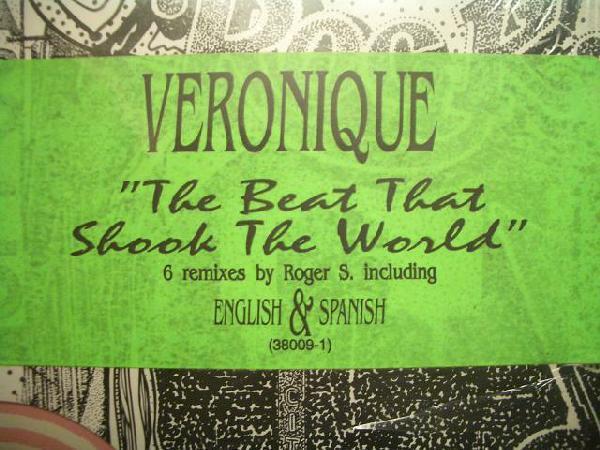 VERONIQUE
"The Beat That
Shook The World"
6 remixes by Roger S. including
ENGLISH & SPANISH
(38009-1)